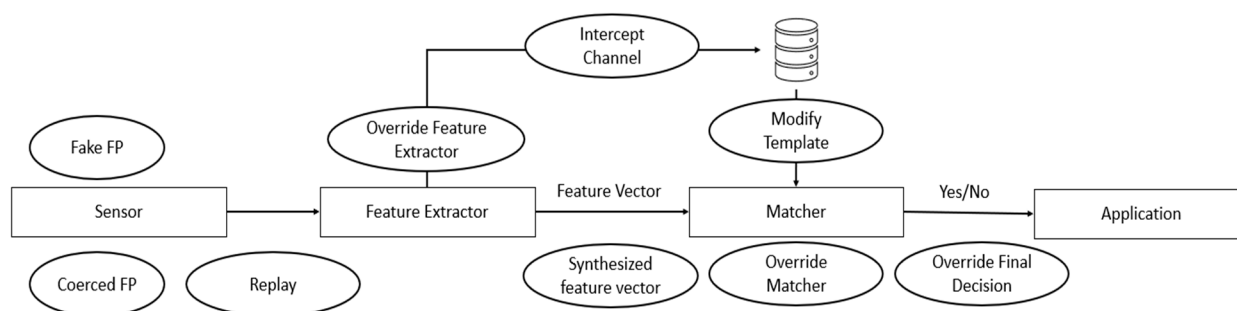 Intercept
Channel
Override Feature
Extractor
Modify
Template
Fake FP
Sensor
Feature Extractor
Feature Vector
Matcher
Yes/No
Application
Coerced FP
Replay
Synthesized
feature vector
Override
Matcher
Override Final
Decision